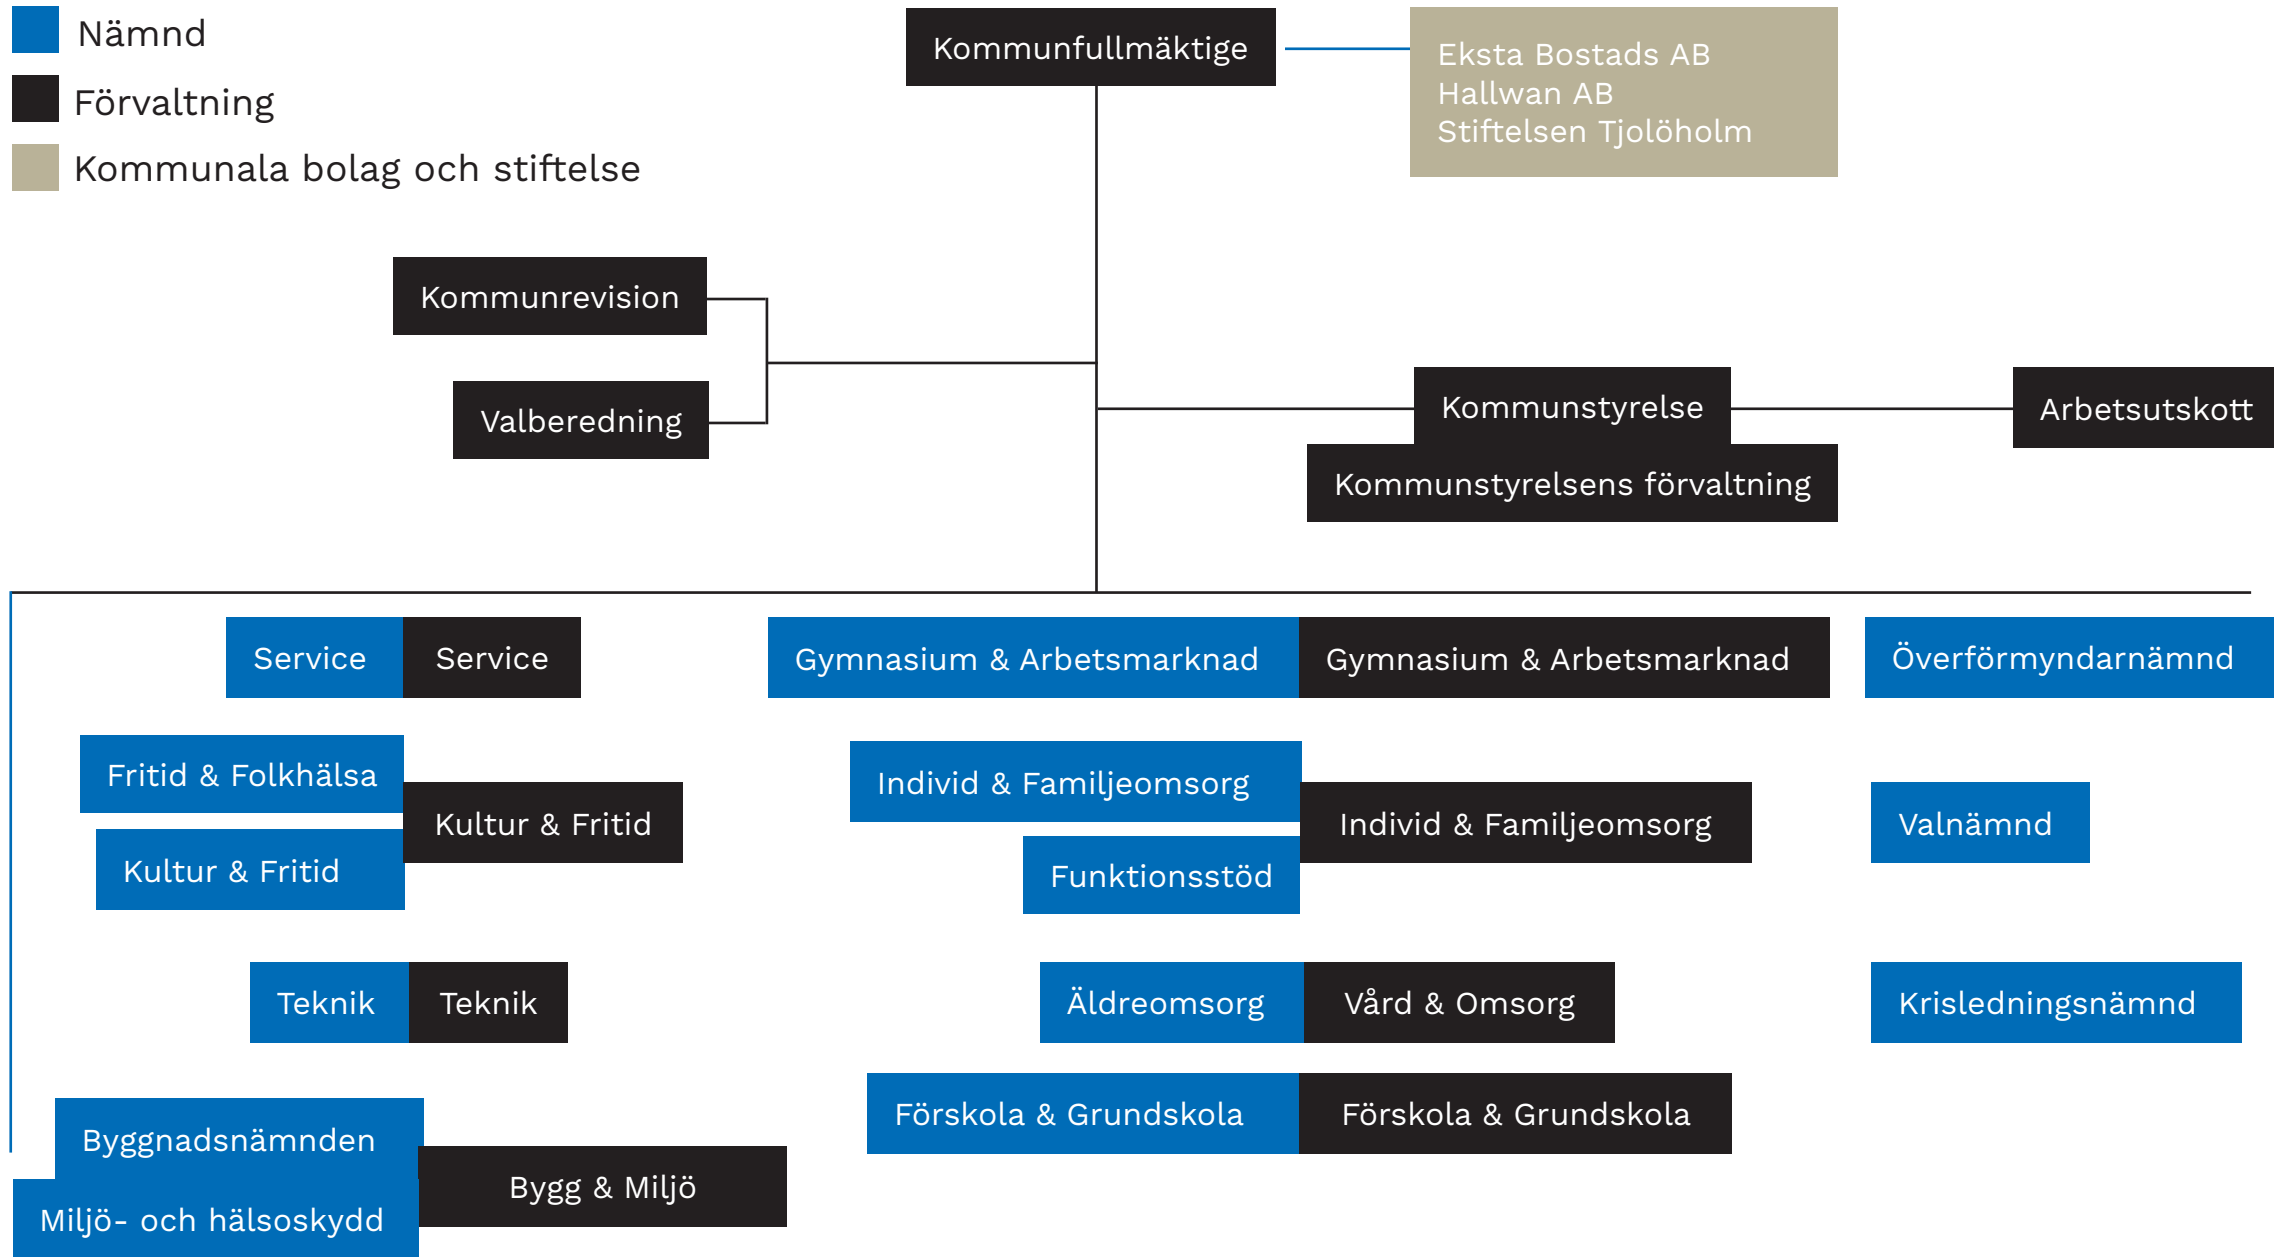 Nämnd
Förvaltning
Kommunala bolag och stiftelse
Kommunfullmäktige
Eksta Bostads AB
Hallwan AB
Stiftelsen Tjolöholm
Kommunrevision
Valberedning
Kommunstyrelse
Arbetsutskott
Kommunstyrelsens förvaltning
Service
Service
Gymnasium & Arbetsmarknad
Gymnasium & Arbetsmarknad
Överförmyndarnämnd
Fritid & Folkhälsa
Kultur & Fritid
Kultur & Fritid
Individ & Familjeomsorg
Funktionsstöd
Individ & Familjeomsorg
Valnämnd
Teknik
Teknik
Äldreomsorg
Vård & Omsorg
Krisledningsnämnd
Förskola & Grundskola
Förskola & Grundskola
Byggnadsnämnden
Miljö- och hälsoskydd
Bygg & Miljö